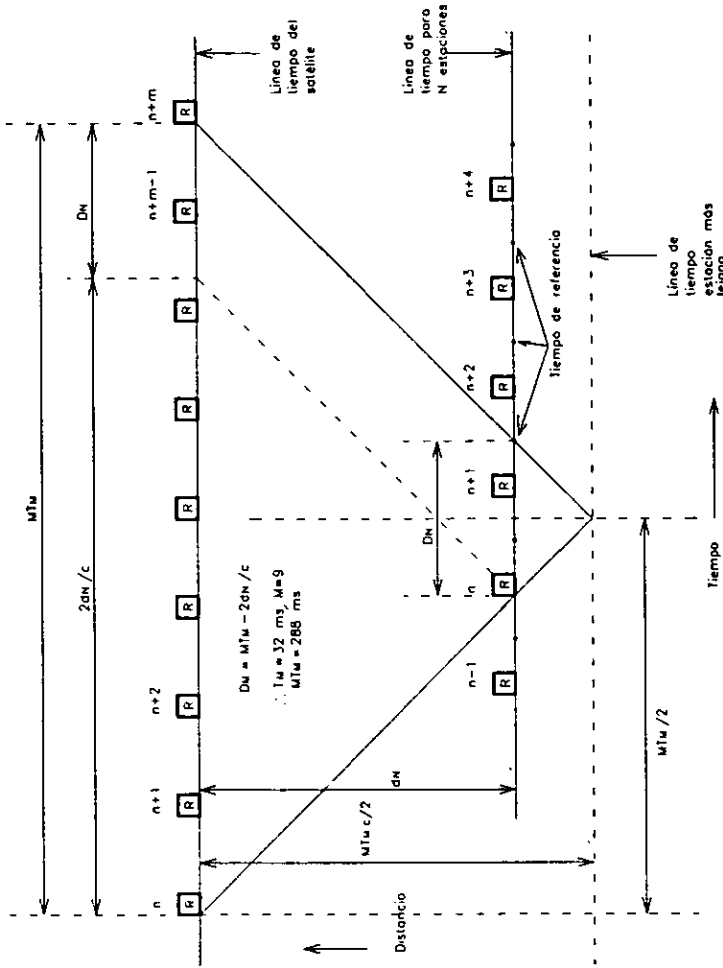 MTM
2dN/c
DN
n
n+1
n+2
n+m-1
n+m
R
R
R
R
R
R
R
R
R
Línea de
tiempo del
satélite
DM = MTM - 2dN/c
∴ TM = 32 ms, M=9
MTM = 288 ms
DN
dN
MTM c/2
Distancia
n-1
n
n+1
n+2
n+3
n+4
R
R
R
R
R
R
Línea de
tiempo para
N estaciones
Tiempo de referencia
MTM/2
Línea de
tiempo
estación más
lejana
Tiempo